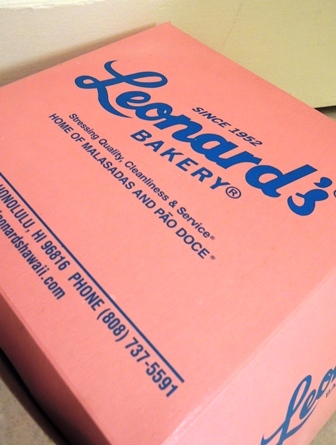 SINCE 1952
Leonard's
BAKERY®
Stressing Quality, Cleanliness & Service®
HOME OF MALASADAS AND PÃO DOCE®
HONOLULU, HI 96816 PHONE (808) 737-5591
leonardshawaii.com
Leon